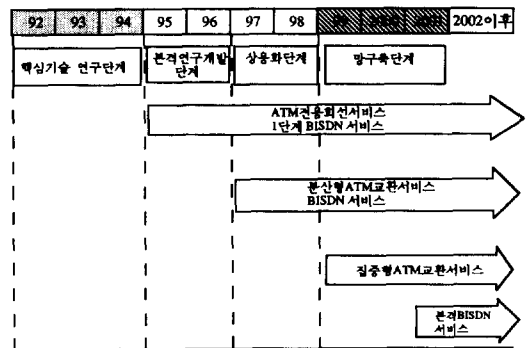 92 93 94 95 96 97 98 99 2000 2001 2002이후
핵심기술 연구단계
본격연구개발
단계
상용화단계
망구축단계
ATM전용회선서비스
1단계 BISDN 서비스
분산형ATM교환서비스
BISDN 서비스
집중형ATM교환서비스
본격BISDN
서비스